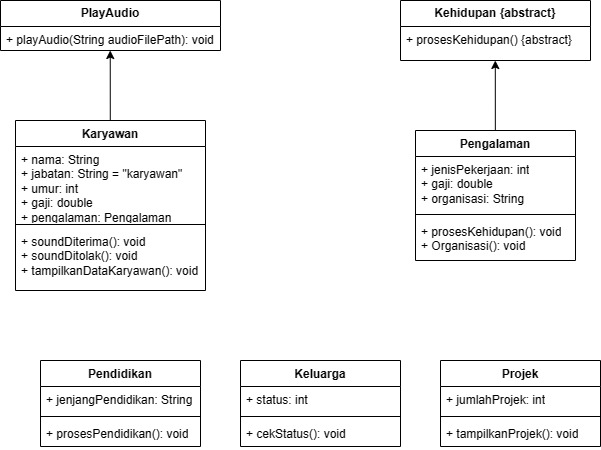 PlayAudio
+ playAudio(String audioFilePath): void
Kehidupan {abstract}
+ prosesKehidupan() {abstract}
Karyawan
+ nama: String
+ jabatan: String = "karyawan"
+ umur: int
+ gaji: double
+ pengalaman: Pengalaman
+ soundDiterima(): void
+ soundDitolak(): void
+ tampilkanDataKaryawan(): void
Pengalaman
+ jenisPekerjaan: int
+ gaji: double
+ organisasi: String
+ prosesKehidupan(): void
+ Organisasi(): void
Pendidikan
+ jenjangPendidikan: String
+ prosesPendidikan(): void
Keluarga
+ status: int
+ cekStatus(): void
Projek
+ jumlahProjek: int
+ tampilkanProjek(): void